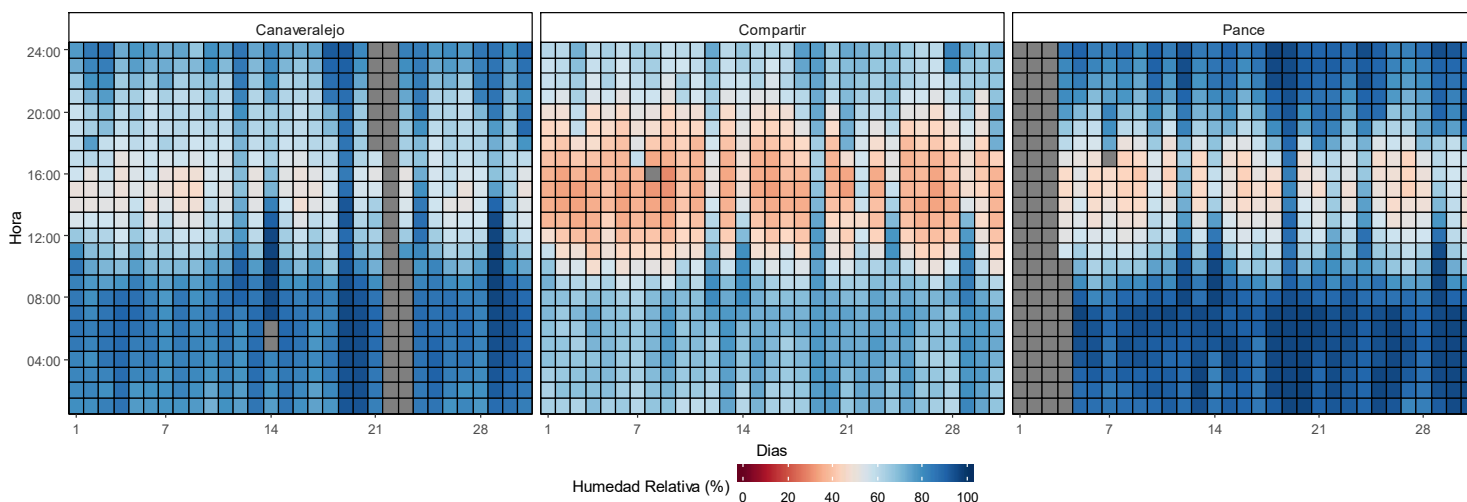 Canaveralejo
Compartir
Pance
Hora
24:00
20:00
16:00
12:00
08:00
04:00
1 7 14 21 28
1 7 14 21 28
1 7 14 21 28
Dias
Humedad Relativa (%)
0 20 40 60 80 100